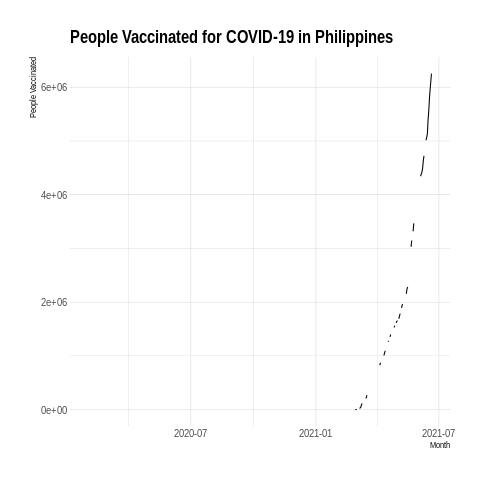 People Vaccinated for COVID-19 in Philippines
People Vaccinated
6e+06
4e+06
2e+06
0e+00
2020-07 2021-01 2021-07
Month